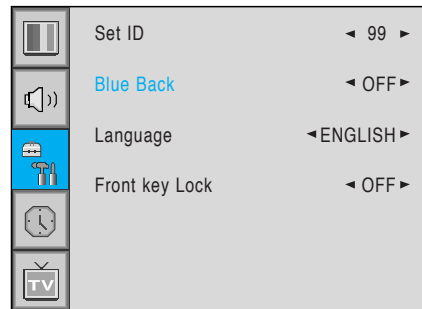 Set ID ◄ 99 ►
Blue Back ◄ OFF ►
Language ◄ ENGLISH ►
Front key Lock ◄ OFF ►
TV